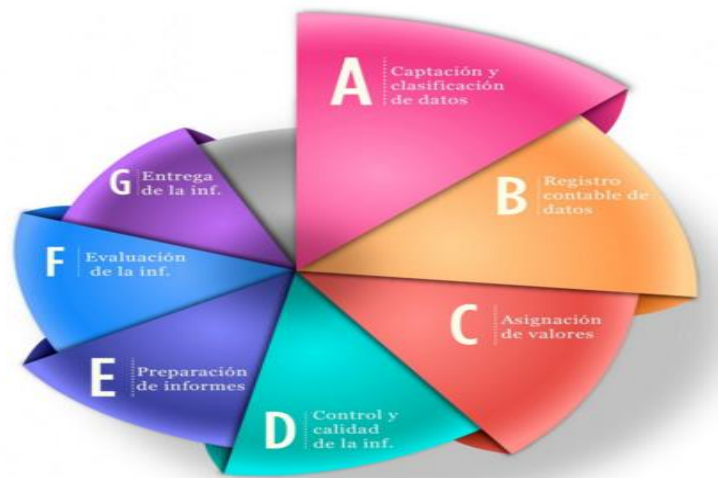 A
Captación y
clasificación
de datos
B
Registro
contable de
datos
C
Asignación
de valores
D
Control y
calidad
de la inf.
E
Preparación
de informes
F
Evaluación
de la inf.
G
Entrega
de la inf.